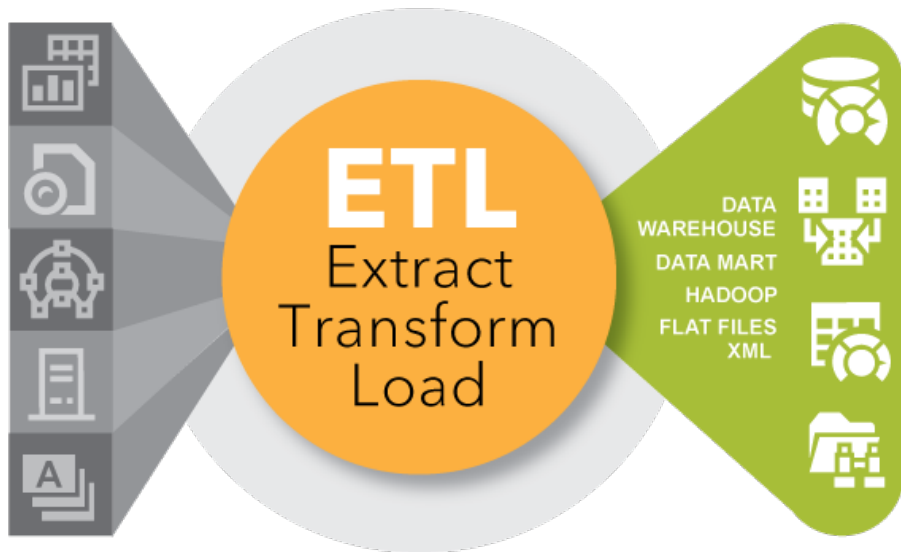 ETL
Extract
Transform
Load
DATA
WAREHOUSE
DATA MART
HADOOP
FLAT FILES
XML
A